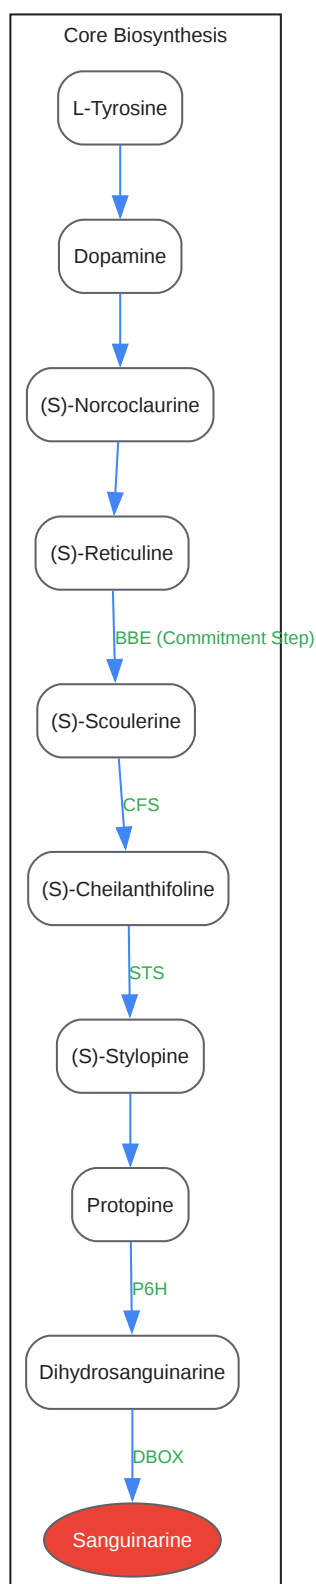 Core Biosynthesis
L-Tyrosine
Dopamine
(S)-Norcoclaurine
(S)-Reticuline
BBE (Commitment Step)
(S)-Scoulerine
CFS
(S)-Cheilanthifoline
STS
(S)-Stylopine
Protopine
P6H
Dihydrosanguinarine
DBOX
Sanguinarine